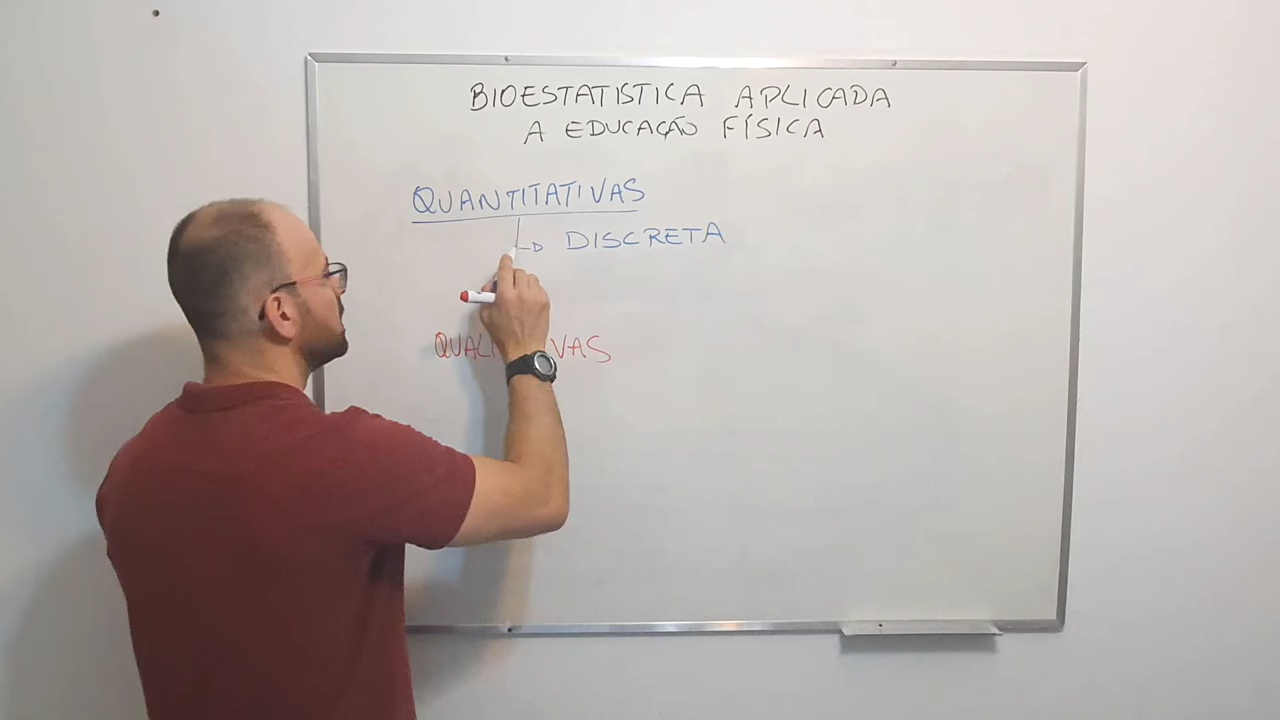 BIOESTATISTICA APLICADA
A EDUCAÇÃO FÍSICA
QUANTITATIVAS
DISCRETA